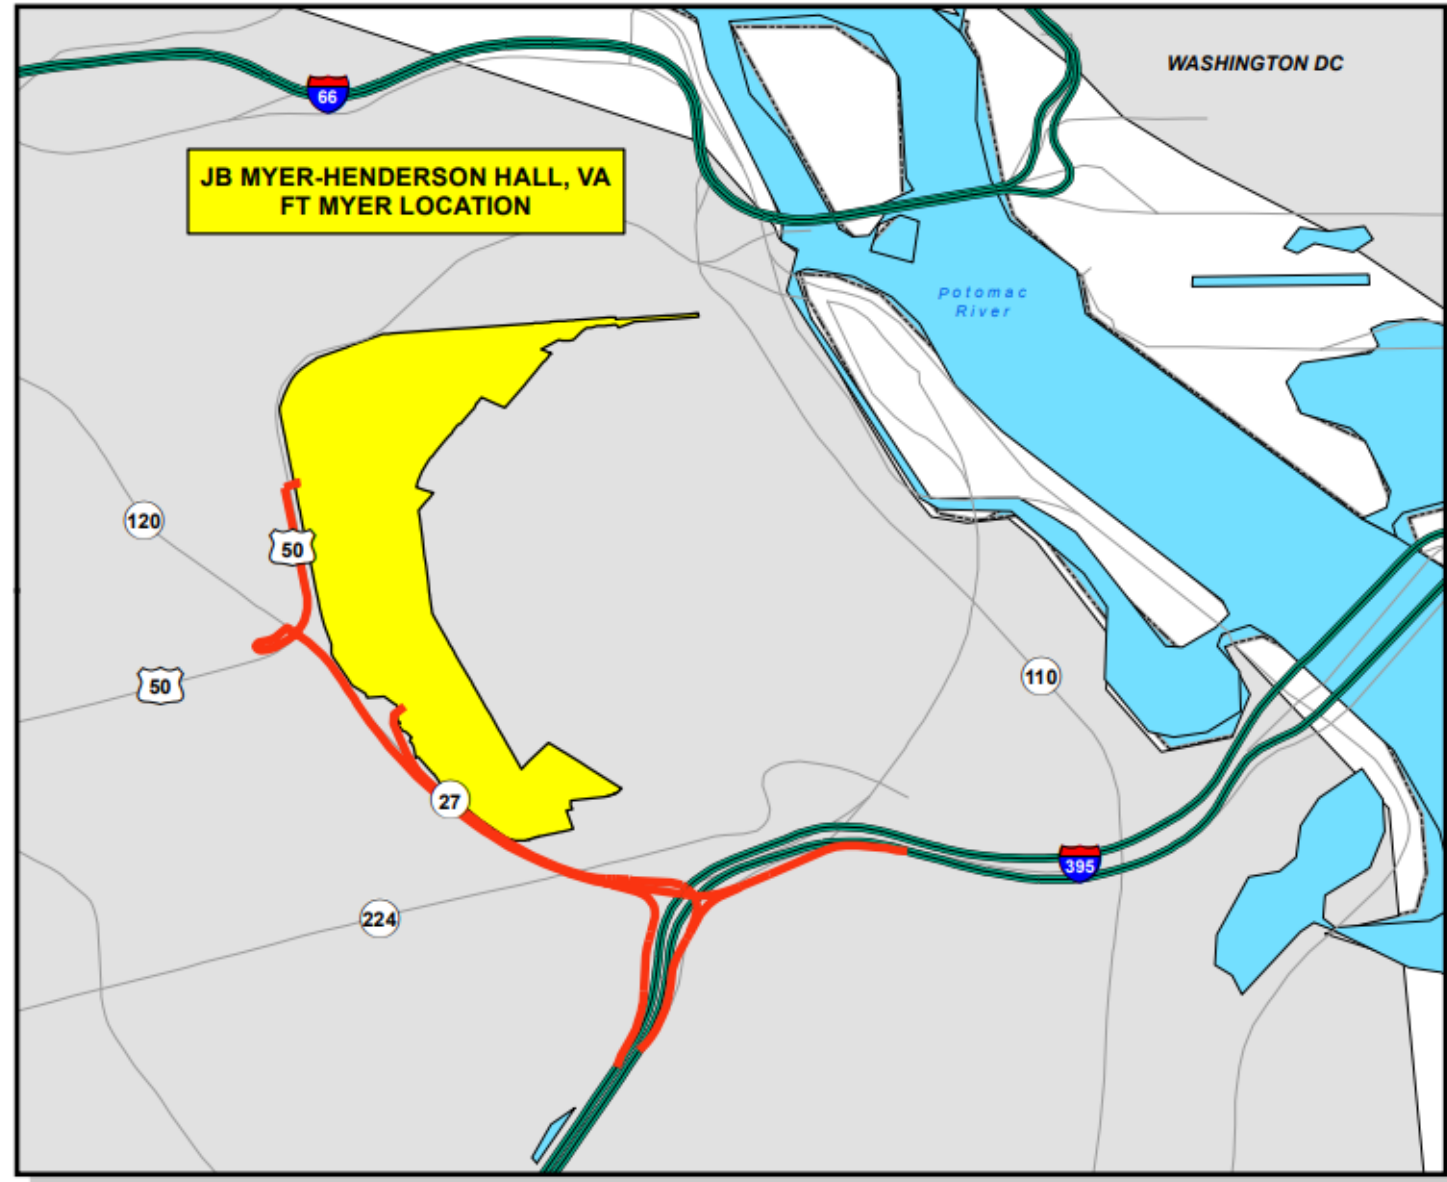 WASHINGTON DC
66
JB MYER-HENDERSON HALL, VA
FT MYER LOCATION
Potomac
River
120
50
50
110
27
395
224